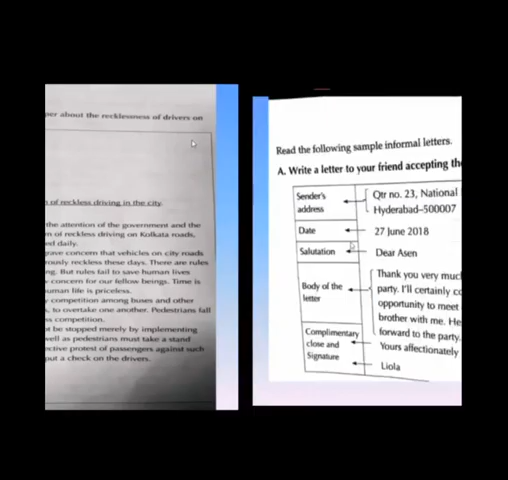 per about the recklessness of drivers on
s of reckless driving in the city.
the attention of the government and the
n of reckless driving on Kolkata roads,
ed daily.
gave concern that vehicles on city roads
rously reckless these days. There are rules
ng. But rules fail to save human lives
concern for our fellow beings. Time is
uman life is priceless.
y competition among buses and other
s, to overtake one another. Pedestrians fall
ss competition.
ot be stopped merely by implementing
well as pedestrians must take a stand
ective protest of passengers against such
put a check on the drivers.
Read the following sample informal letters.
A. Write a letter to your friend accepting th
Sender's address
Qtr no. 23, National
Hyderabad–500007
Date
27 June 2018
Salutation
Dear Asen
Body of the letter
Thank you very muc
party. I'll certainly co
opportunity to meet
brother with me. He
forward to the party.
Complimentary close and Signature
Yours affectionately
Liola